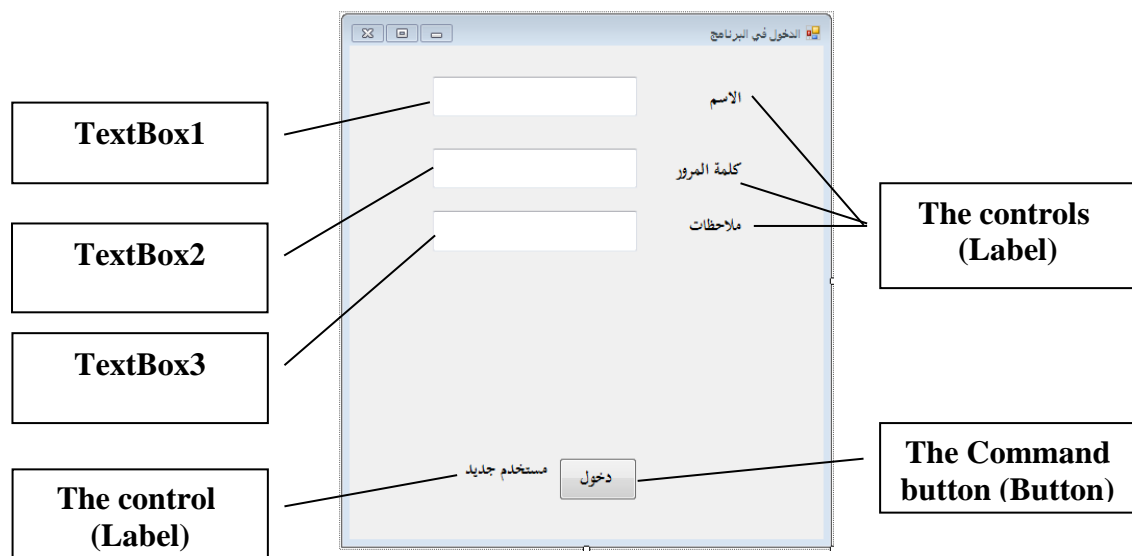 الدخول في البرناهج
الاسم
كلمة المرور
ملاحظات
TextBox1
TextBox2
TextBox3
The controls
(Label)
مستخدم جديد
دخول
The control
(Label)
The Command
button (Button)